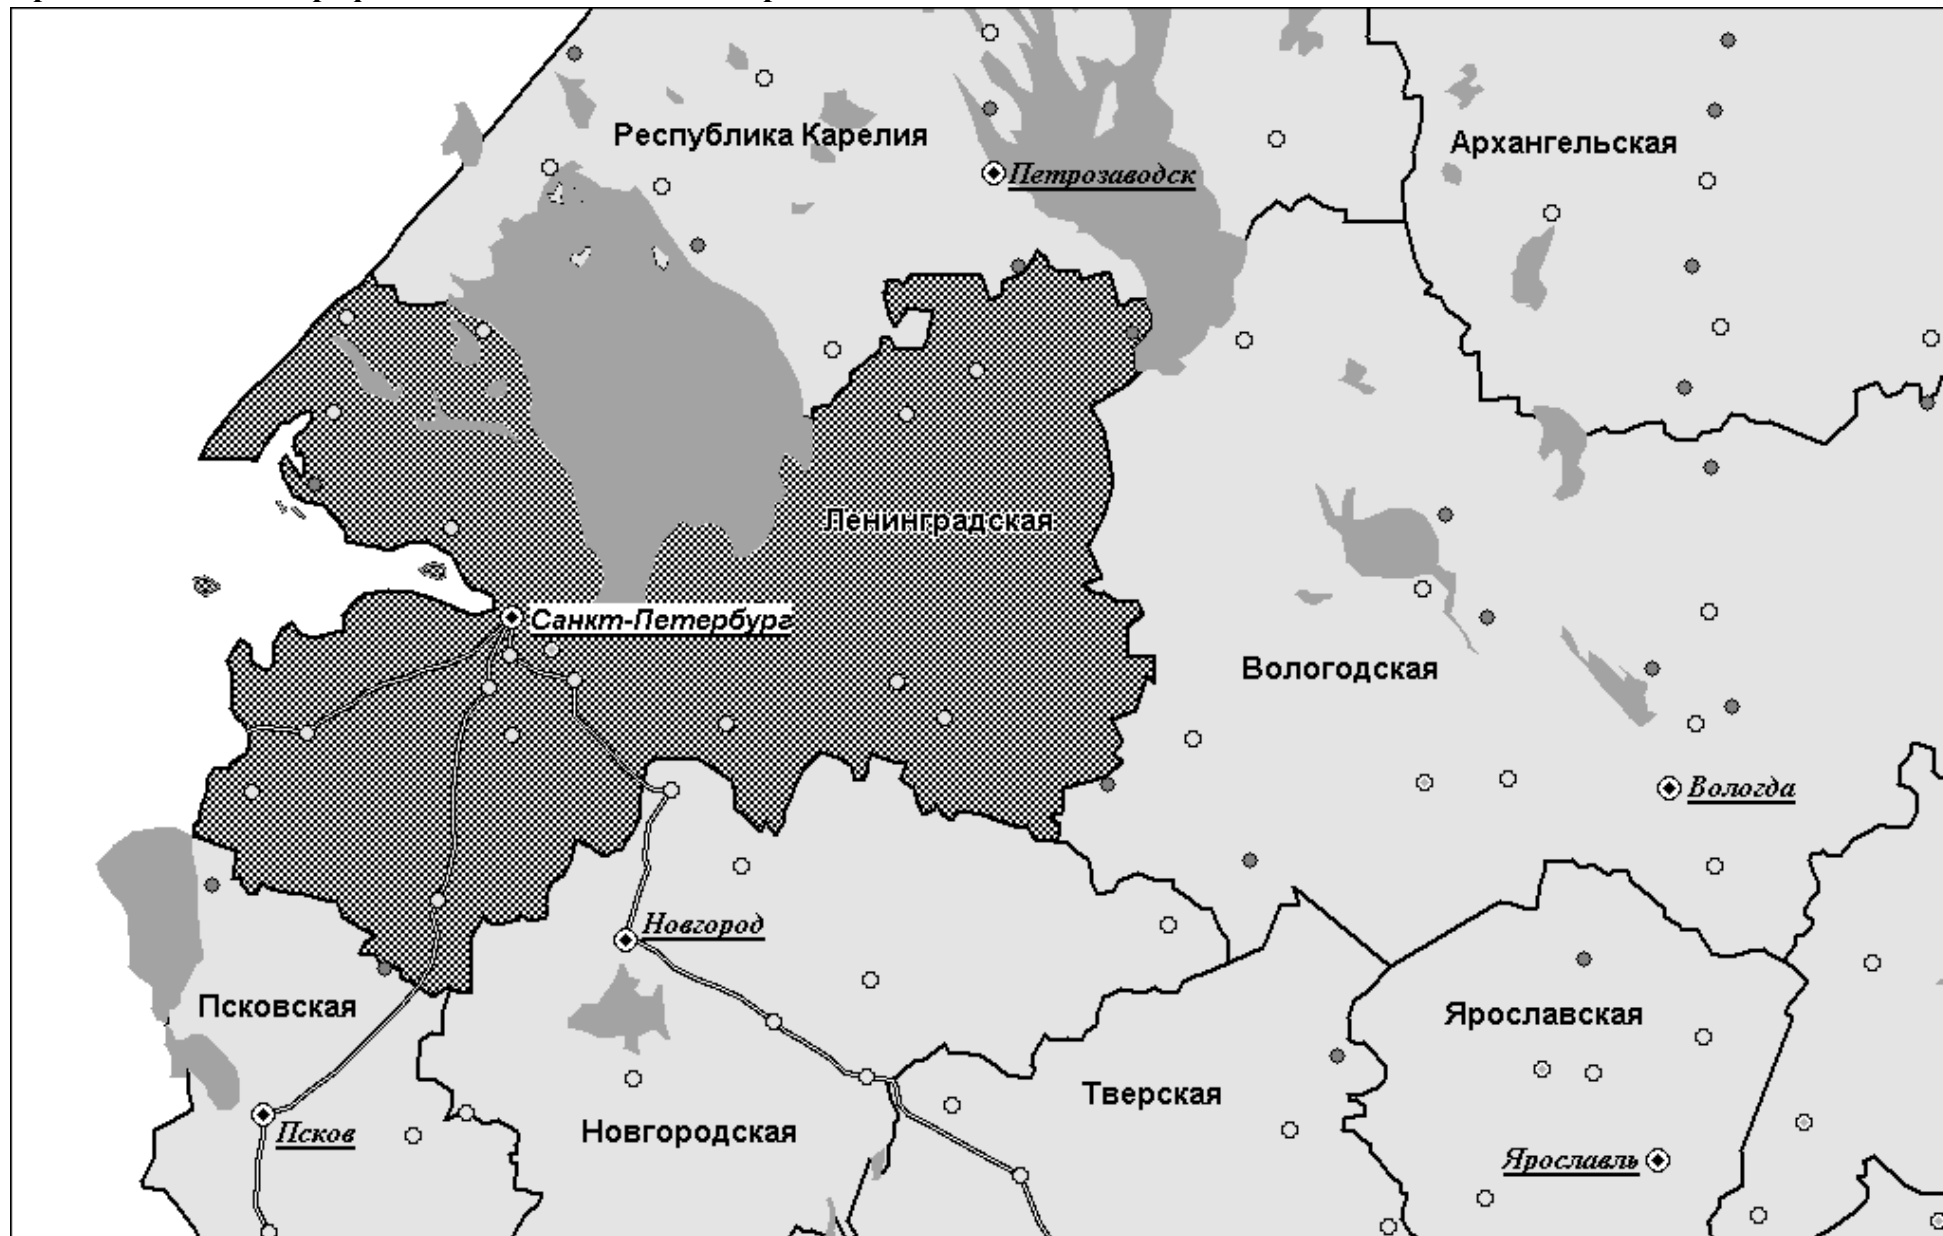 Республика Карелия
Архангельская
Петрозаводск
Ленинградская
Санкт-Петербург
Вологодская
Вологда
Новгород
Псковская
Ярославская
Тверская
Новгородская
Псков
Ярославль